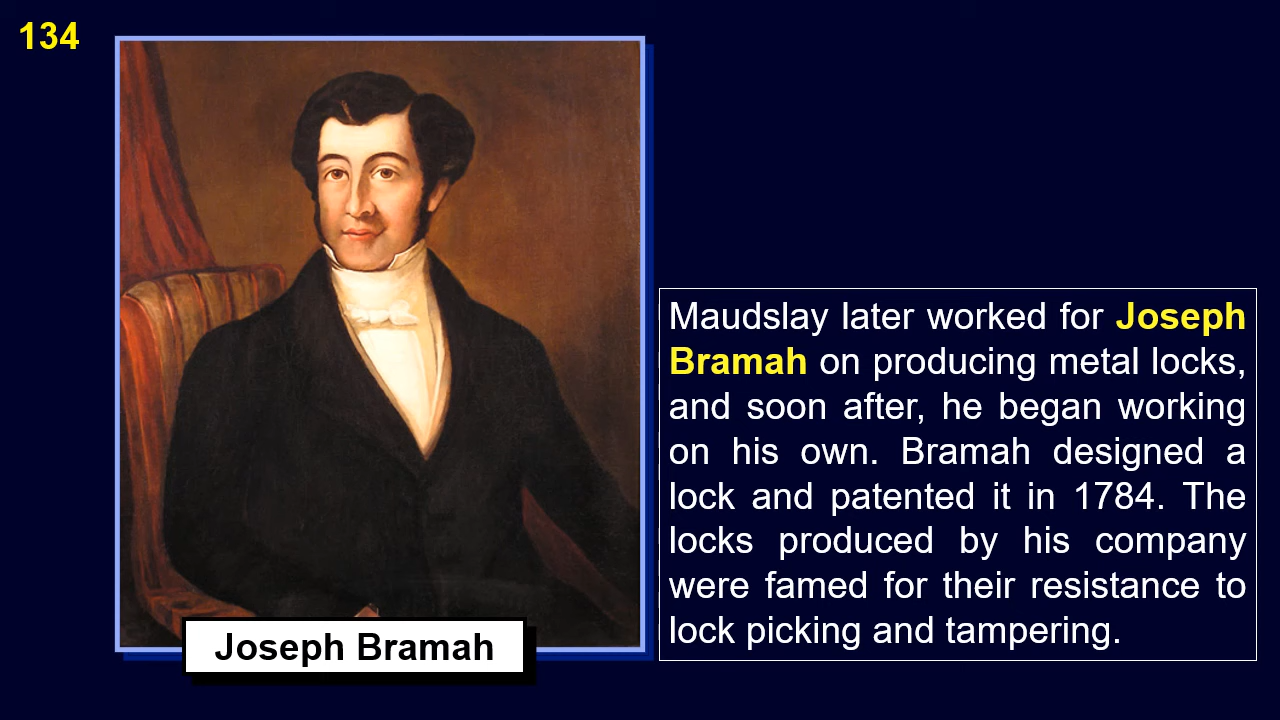 134
Maudslay later worked for Joseph
Bramah on producing metal locks,
and soon after, he began working
on his own. Bramah designed a
lock and patented it in 1784. The
locks produced by his company
were famed for their resistance to
lock picking and tampering.
Joseph Bramah